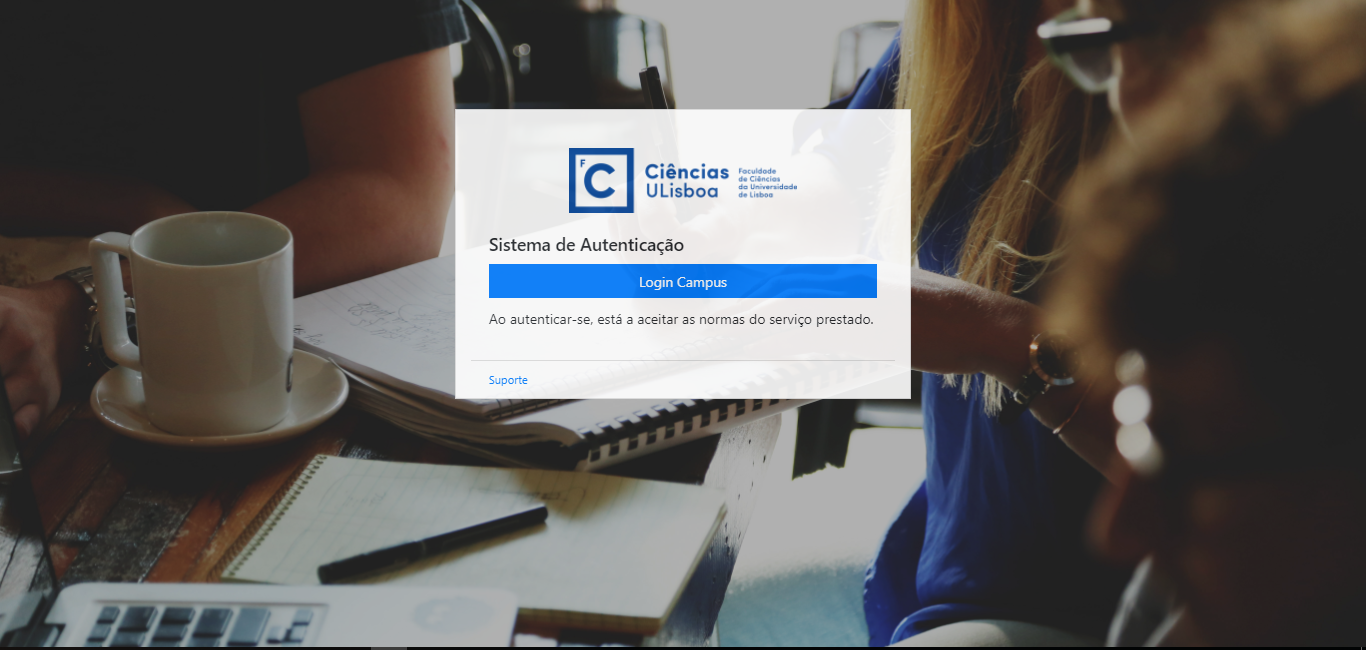 F
C
Ciências
ULisboa
Faculdade
de Ciências
da Universidade
de Lisboa
Sistema de Autenticação
Login Campus
Ao autenticar-se, está a aceitar as normas do serviço prestado.
Suporte